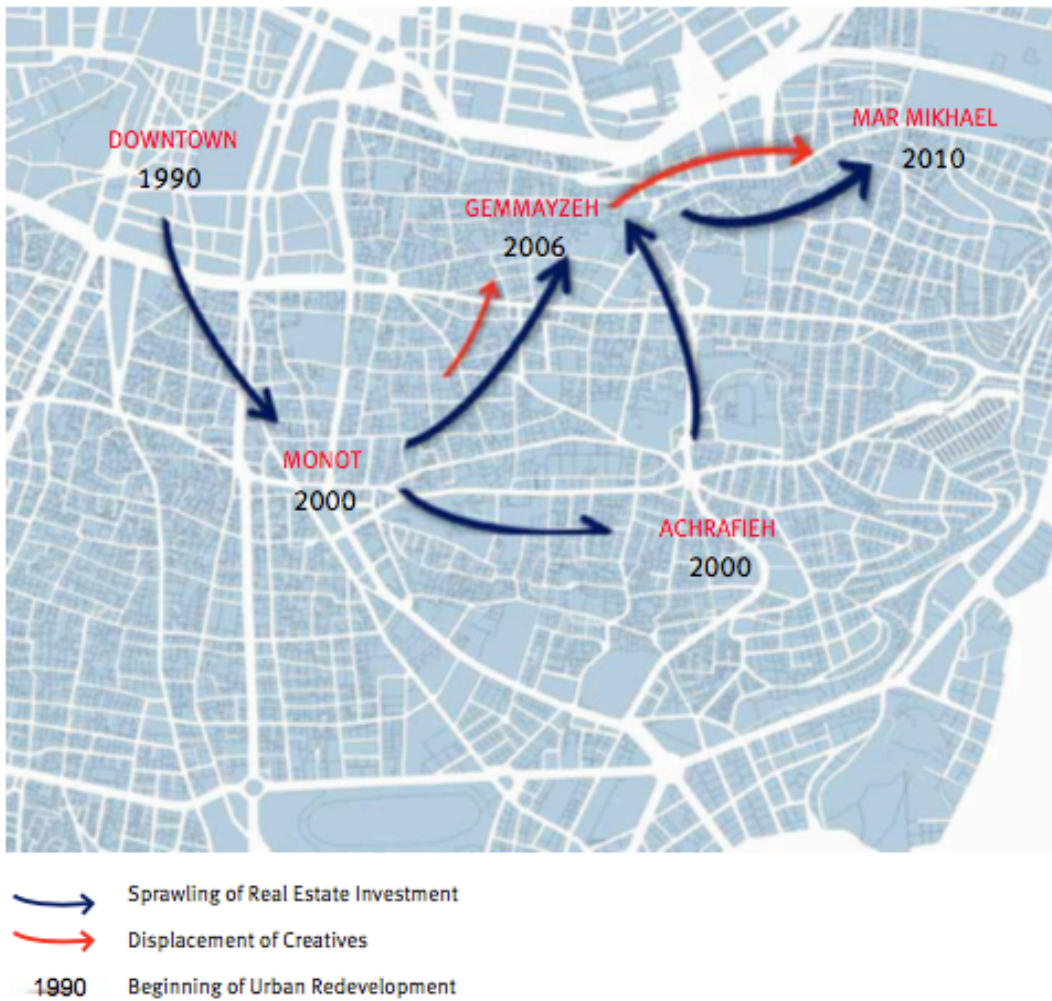 DOWNTOWN
1990
MAR MIKHAEL
2010
GEMMAYZEH
2006
MONOT
2000
ACHRAFIEH
2000
Sprawling of Real Estate Investment
Displacement of Creatives
1990 Beginning of Urban Redevelopment